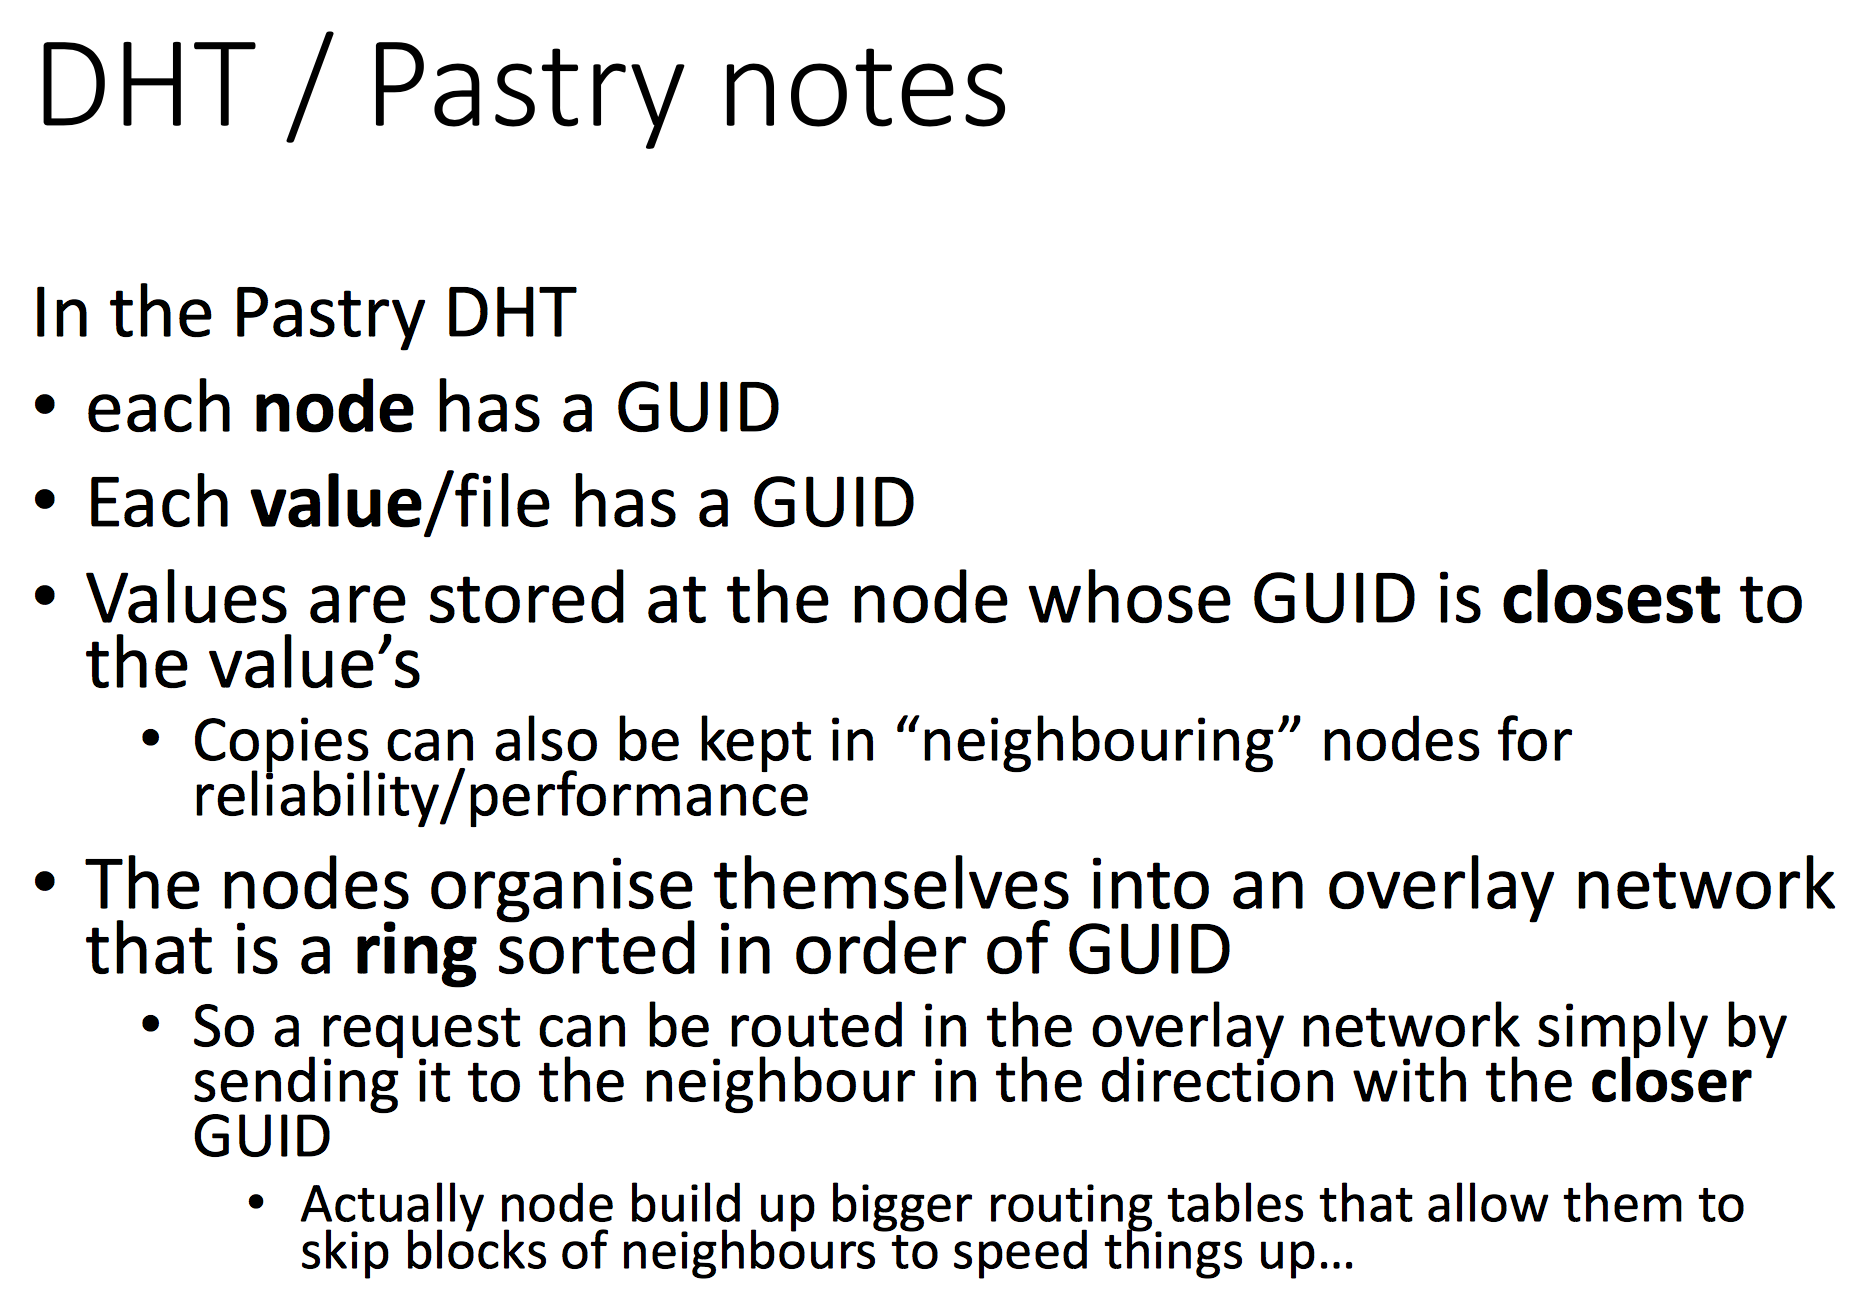 DHT / Pastry notes
In the Pastry DHT
• each node has a GUID
• Each value/file has a GUID
• Values are stored at the node whose GUID is closest to
the value’s
• Copies can also be kept in “neighbouring” nodes for
reliability/performance
• The nodes organise themselves into an overlay network
that is a ring sorted in order of GUID
• So a request can be routed in the overlay network simply by
sending it to the neighbour in the direction with the closer
GUID
• Actually node build up bigger routing tables that allow them to
skip blocks of neighbours to speed things up…